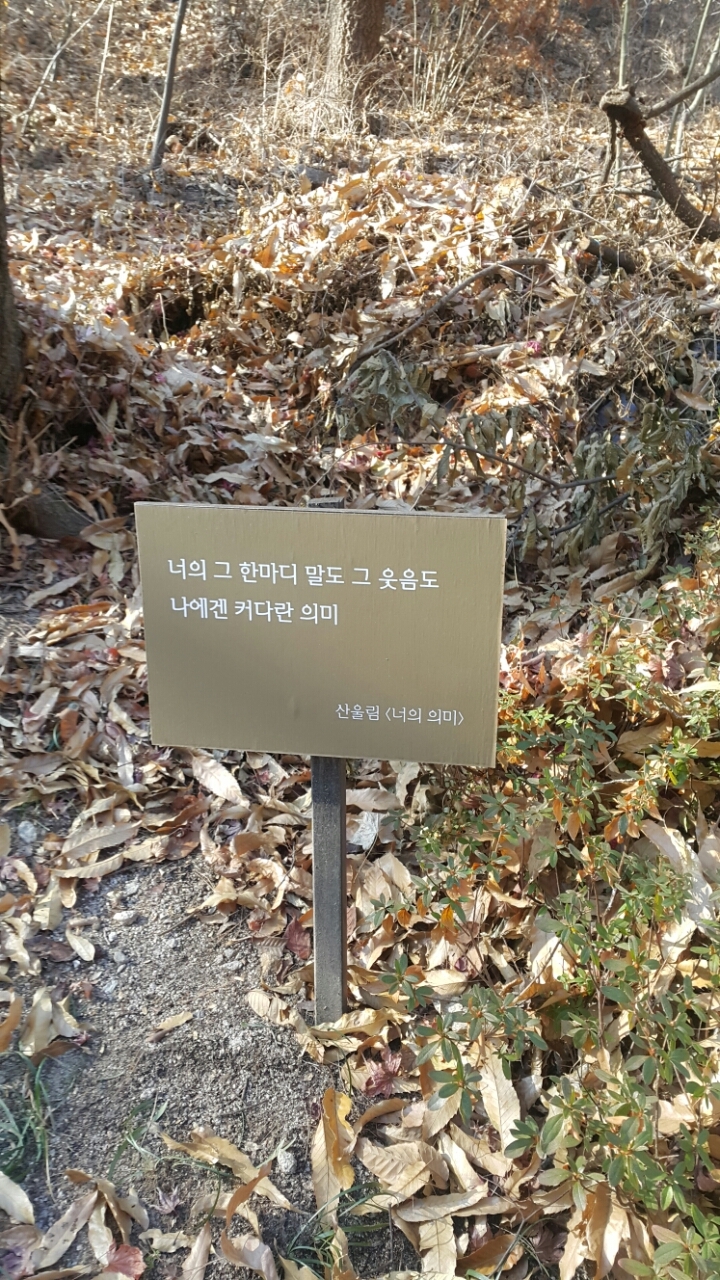 너의 그 한마디 말도 그 웃음도
나에겐 커다란 의미
산울림 〈너의 의미〉